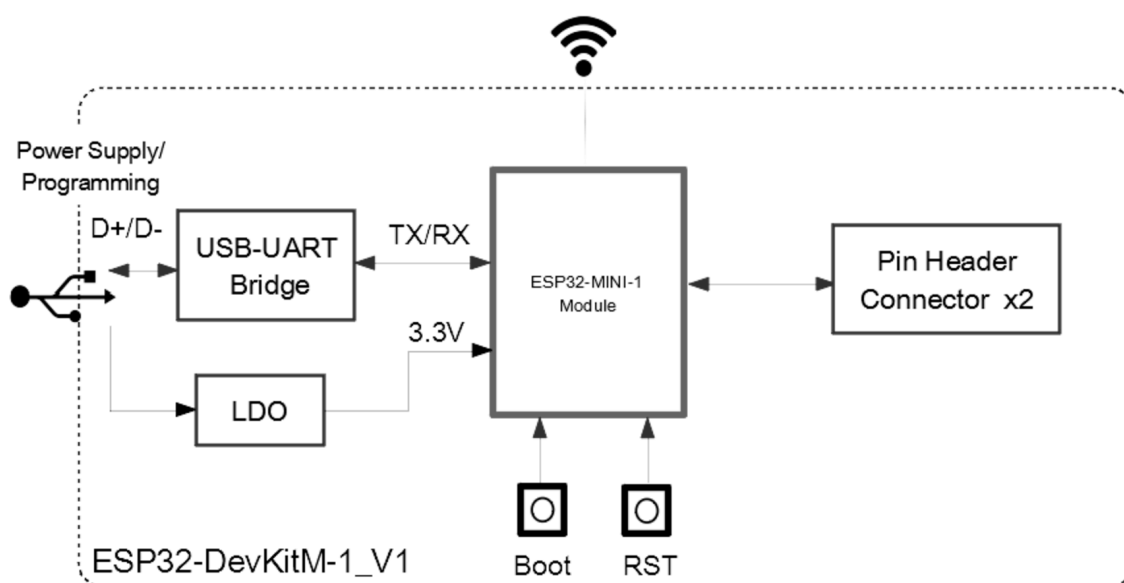 Power Supply/
Programming
D+/D-
USB-UART
Bridge
TX/RX
ESP32-MINI-1
Module
Pin Header
Connector x2
3.3V
LDO
Boot
RST
ESP32-DevKitM-1_V1